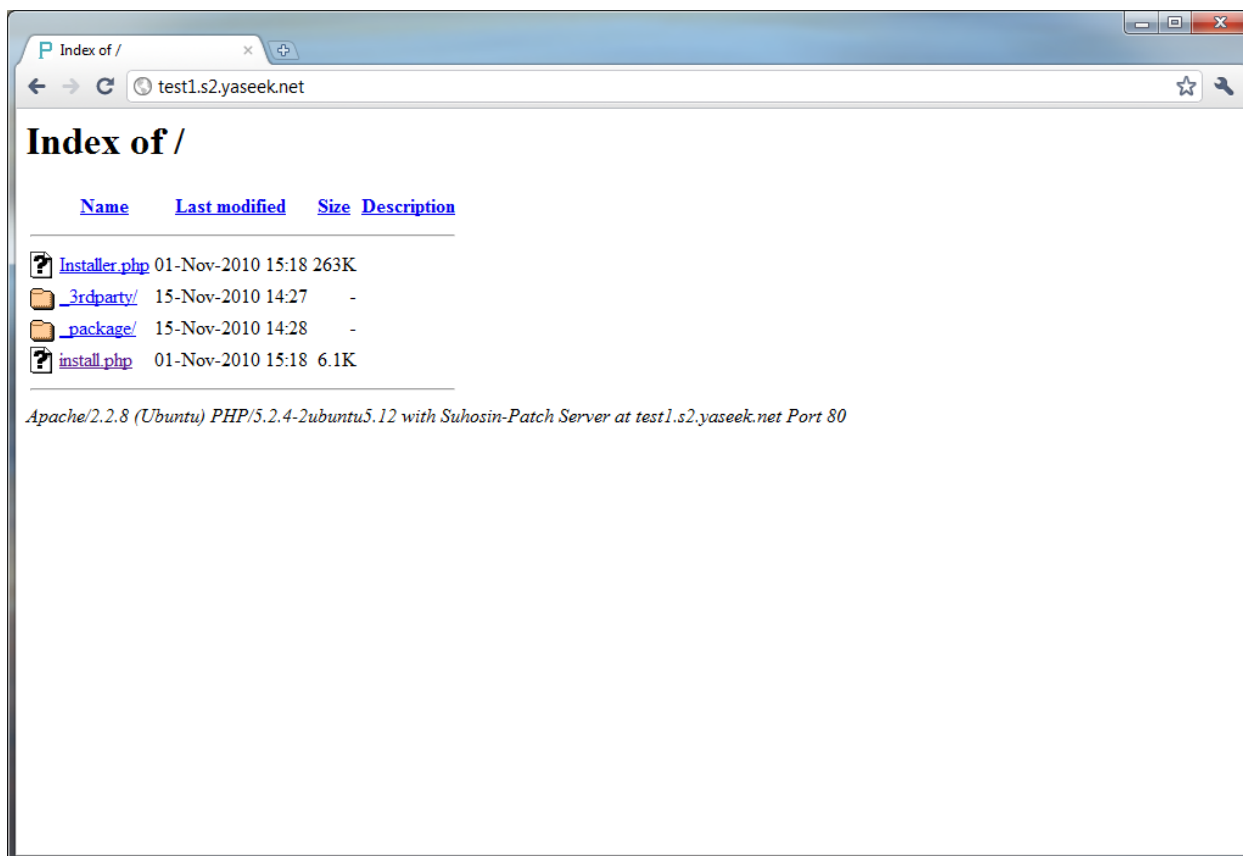 Index of /
test1.s2.yaseek.net
Index of /
Name Last modified Size Description
Installer.php 01-Nov-2010 15:18 263K
_3rdparty/ 15-Nov-2010 14:27 -
_package/ 15-Nov-2010 14:28 -
install.php 01-Nov-2010 15:18 6.1K
Apache/2.2.8 (Ubuntu) PHP/5.2.4-2ubuntu5.12 with Suhosin-Patch Server at test1.s2.yaseek.net Port 80